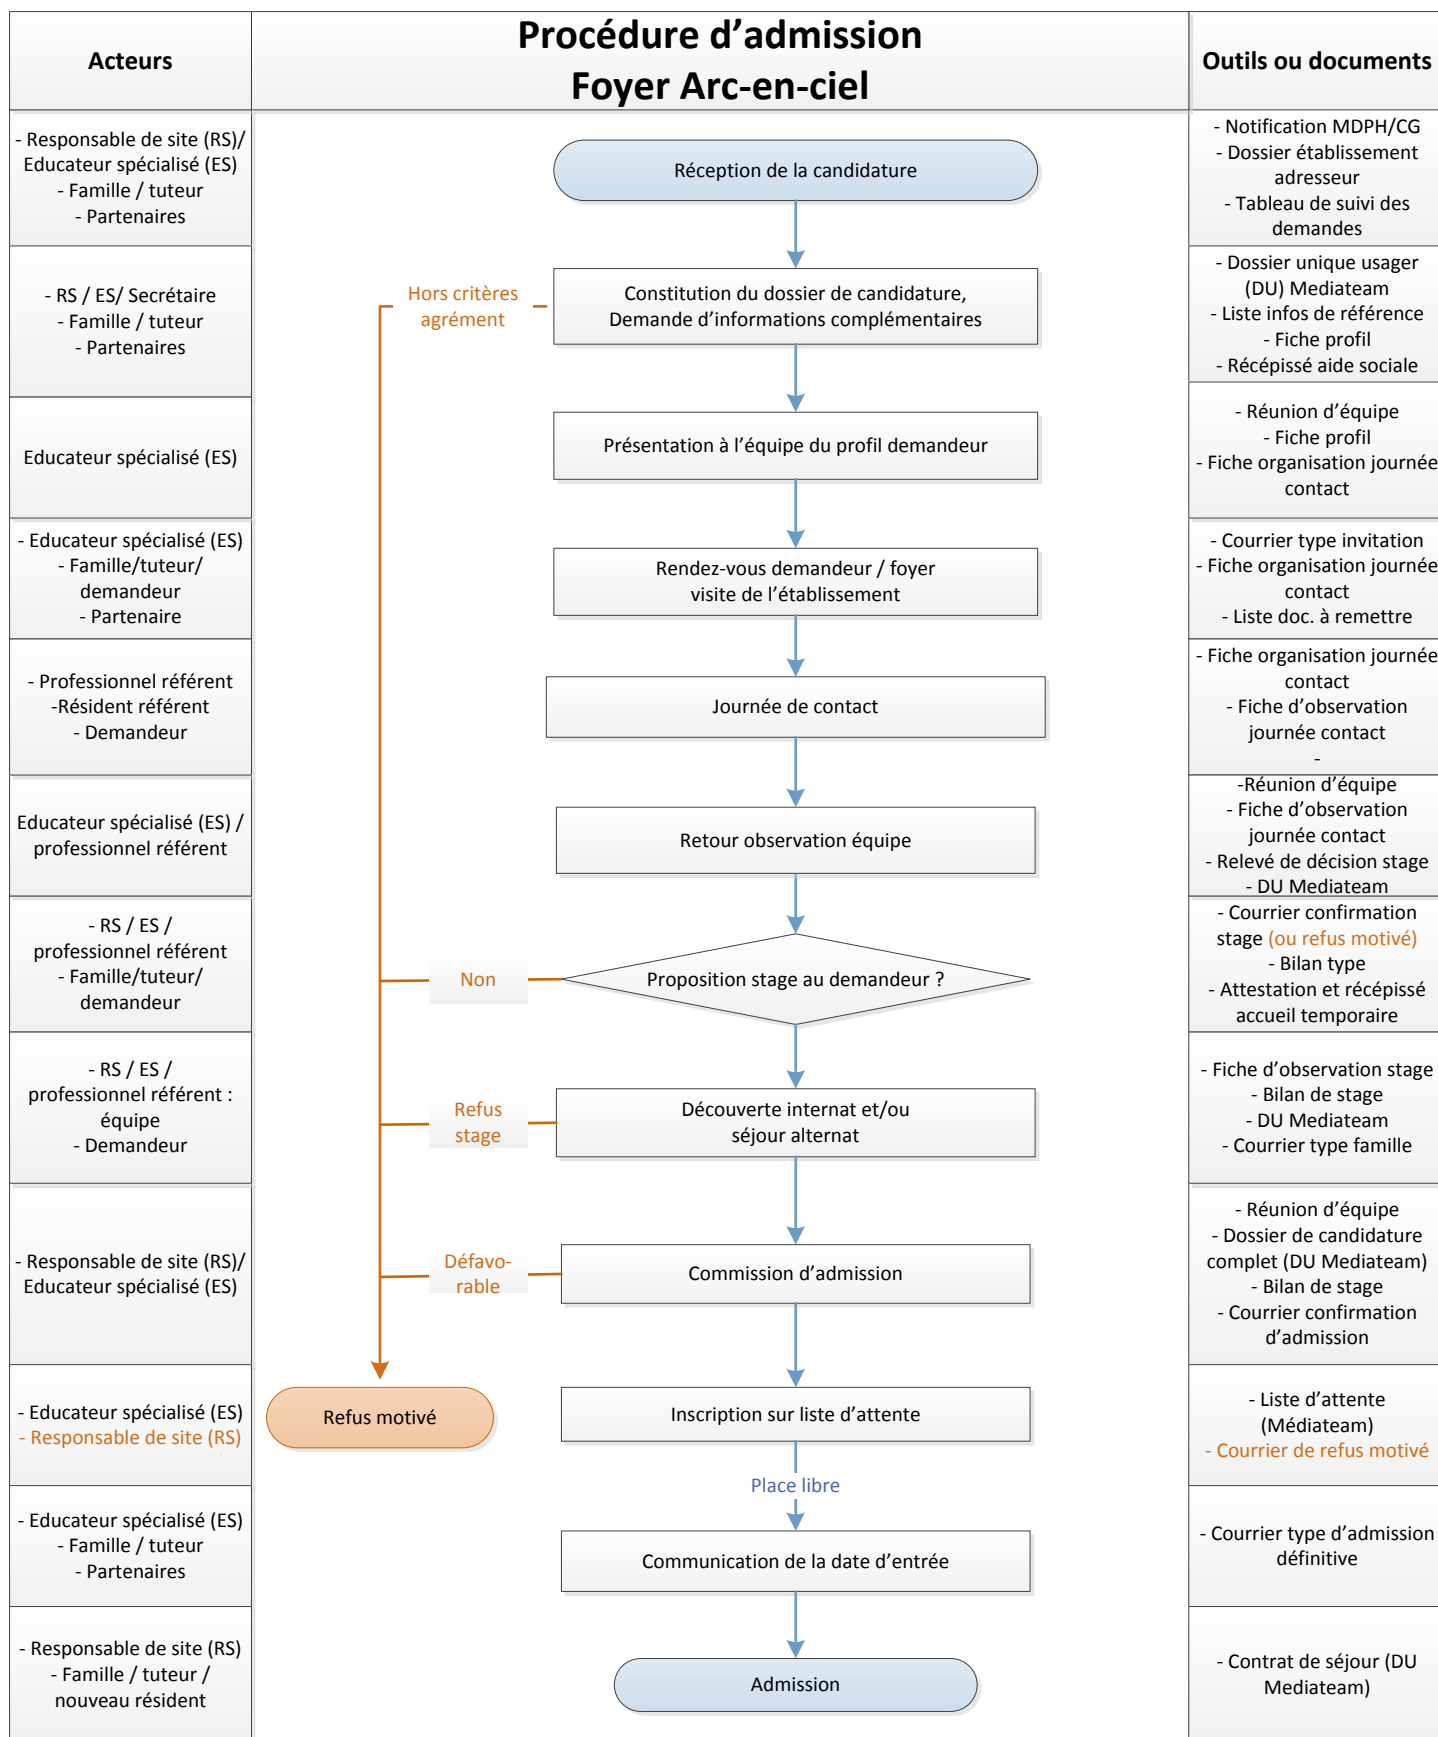 Acteurs
Procédure d’admission
Foyer Arc-en-ciel
Outils ou documents
- Responsable de site (RS)/
Educateur spécialisé (ES)
- Famille / tuteur
- Partenaires
Réception de la candidature
- Notification MDPH/CG
- Dossier établissement
adresseur
- Tableau de suivi des
demandes
- RS / ES/ Secrétaire
- Famille / tuteur
- Partenaires
Hors critères
agrément
Constitution du dossier de candidature,
Demande d’informations complémentaires
- Dossier unique usager
(DU) Mediateam
- Liste infos de référence
- Fiche profil
- Récépissé aide sociale
Educateur spécialisé (ES)
Présentation à l’équipe du profil demandeur
- Réunion d’équipe
- Fiche profil
- Fiche organisation journée
contact
- Educateur spécialisé (ES)
- Famille/tuteur/
demandeur
- Partenaire
Rendez-vous demandeur / foyer
visite de l’établissement
- Courrier type invitation
- Fiche organisation journée
contact
- Liste doc. à remettre
- Professionnel référent
-Résident référent
- Demandeur
Journée de contact
- Fiche organisation journée
contact
- Fiche d’observation
journée contact
-
Educateur spécialisé (ES) /
professionnel référent
Retour observation équipe
-Réunion d’équipe
- Fiche d’observation
journée contact
- Relevé de décision stage
- DU Mediateam
- RS / ES /
professionnel référent
- Famille/tuteur/
demandeur
Non
Proposition stage au demandeur ?
- Courrier confirmation
stage (ou refus motivé)
- Bilan type
- Attestation et récépissé
accueil temporaire
- RS / ES /
professionnel référent :
équipe
- Demandeur
Refus
stage
Découverte internat et/ou
séjour alternat
- Fiche d’observation stage
- Bilan de stage
- DU Mediateam
- Courrier type famille
- Responsable de site (RS)/
Educateur spécialisé (ES)
Défavo-
rable
Commission d’admission
- Réunion d’équipe
- Dossier de candidature
complet (DU Mediateam)
- Bilan de stage
- Courrier confirmation
d’admission
- Educateur spécialisé (ES)
- Responsable de site (RS)
Refus motivé
Inscription sur liste d’attente
- Liste d’attente
(Médiateam)
- Courrier de refus motivé
Place libre
- Educateur spécialisé (ES)
- Famille / tuteur
- Partenaires
Communication de la date d’entrée
- Courrier type d’admission
définitive
- Responsable de site (RS)
- Famille / tuteur /
nouveau résident
Admission
- Contrat de séjour (DU
Mediateam)